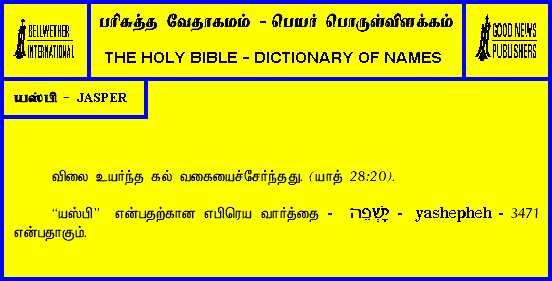 BELLWETHER
INTERNATIONAL
பரிசுத்த வேதாகமம் - பெயர் பொருள்விளக்கம்
THE HOLY BIBLE - DICTIONARY OF NAMES
GOOD NEWS
PUBLISHERS
யஸ்பி - JASPER
விலை உயர்ந்த கல் வகையைச்சேர்ந்தது. (யாத் 28:20).
“யஸ்பி” என்பதற்கான எபிரெய வார்த்தை - יָשְׁפֵה - yashepheh - 3471
என்பதாகும்.